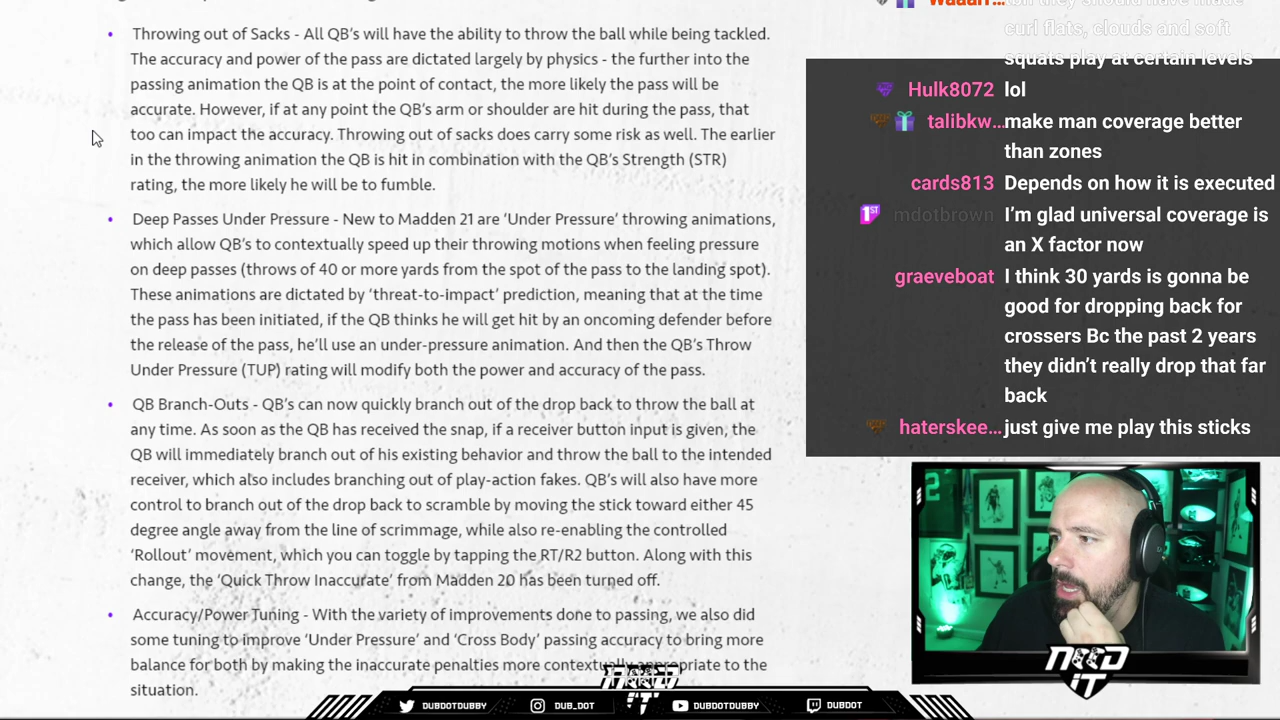 • Throwing out of Sacks - All QB’s will have the ability to throw the ball while being tackled.
The accuracy and power of the pass are dictated largely by physics - the further into the
passing animation the QB is at the point of contact, the more likely the pass will be
accurate. However, if at any point the QB’s arm or shoulder are hit during the pass, that
too can impact the accuracy. Throwing out of sacks does carry some risk as well. The earlier
in the throwing animation the QB is hit in combination with the QB’s Strength (STR)
rating, the more likely he will be to fumble.
• Deep Passes Under Pressure - New to Madden 21 are ‘Under Pressure’ throwing animations,
which allow QB’s to contextually speed up their throwing motions when feeling pressure
on deep passes (throws of 40 or more yards from the spot of the pass to the landing spot).
These animations are dictated by ‘threat-to-impact’ prediction, meaning that at the time
the pass has been initiated, if the QB thinks he will get hit by an oncoming defender before
the release of the pass, he’ll use an under-pressure animation. And then the QB’s Throw
Under Pressure (TUP) rating will modify both the power and accuracy of the pass.
• QB Branch-Outs - QB’s can now quickly branch out of the drop back to throw the ball at
any time. As soon as the QB has received the snap, if a receiver button input is given, the
QB will immediately branch out of his existing behavior and throw the ball to the intended
receiver, which also includes branching out of play-action fakes. QB’s will also have more
control to branch out of the drop back to scramble by moving the stick toward either 45
degree angle away from the line of scrimmage, while also re-enabling the controlled
‘Rollout’ movement, which you can toggle by tapping the RT/R2 button. Along with this
change, the ‘Quick Throw Inaccurate’ from Madden 20 has been turned off.
• Accuracy/Power Tuning - With the variety of improvements done to passing, we also did
some tuning to improve ‘Under Pressure’ and ‘Cross Body’ passing accuracy to bring more
balance for both by making the inaccurate penalties more contextually appropriate to the
situation.
they should have made
curl flats, clouds and soft
squats play at certain levels
Hulk8072 lol
talibkw... make man coverage better
than zones
cards813 Depends on how it is executed
1ST mdotbrown I’m glad universal coverage is
an X factor now
graeveboat I think 30 yards is gonna be
good for dropping back for
crossers Bc the past 2 years
they didn’t really drop that far
back
haterskee... just give me play this sticks
NEED
IT
NEED
IT
DUBDOTDUBBY DUB_DOT DUBDOTDUBBY DUBDOT